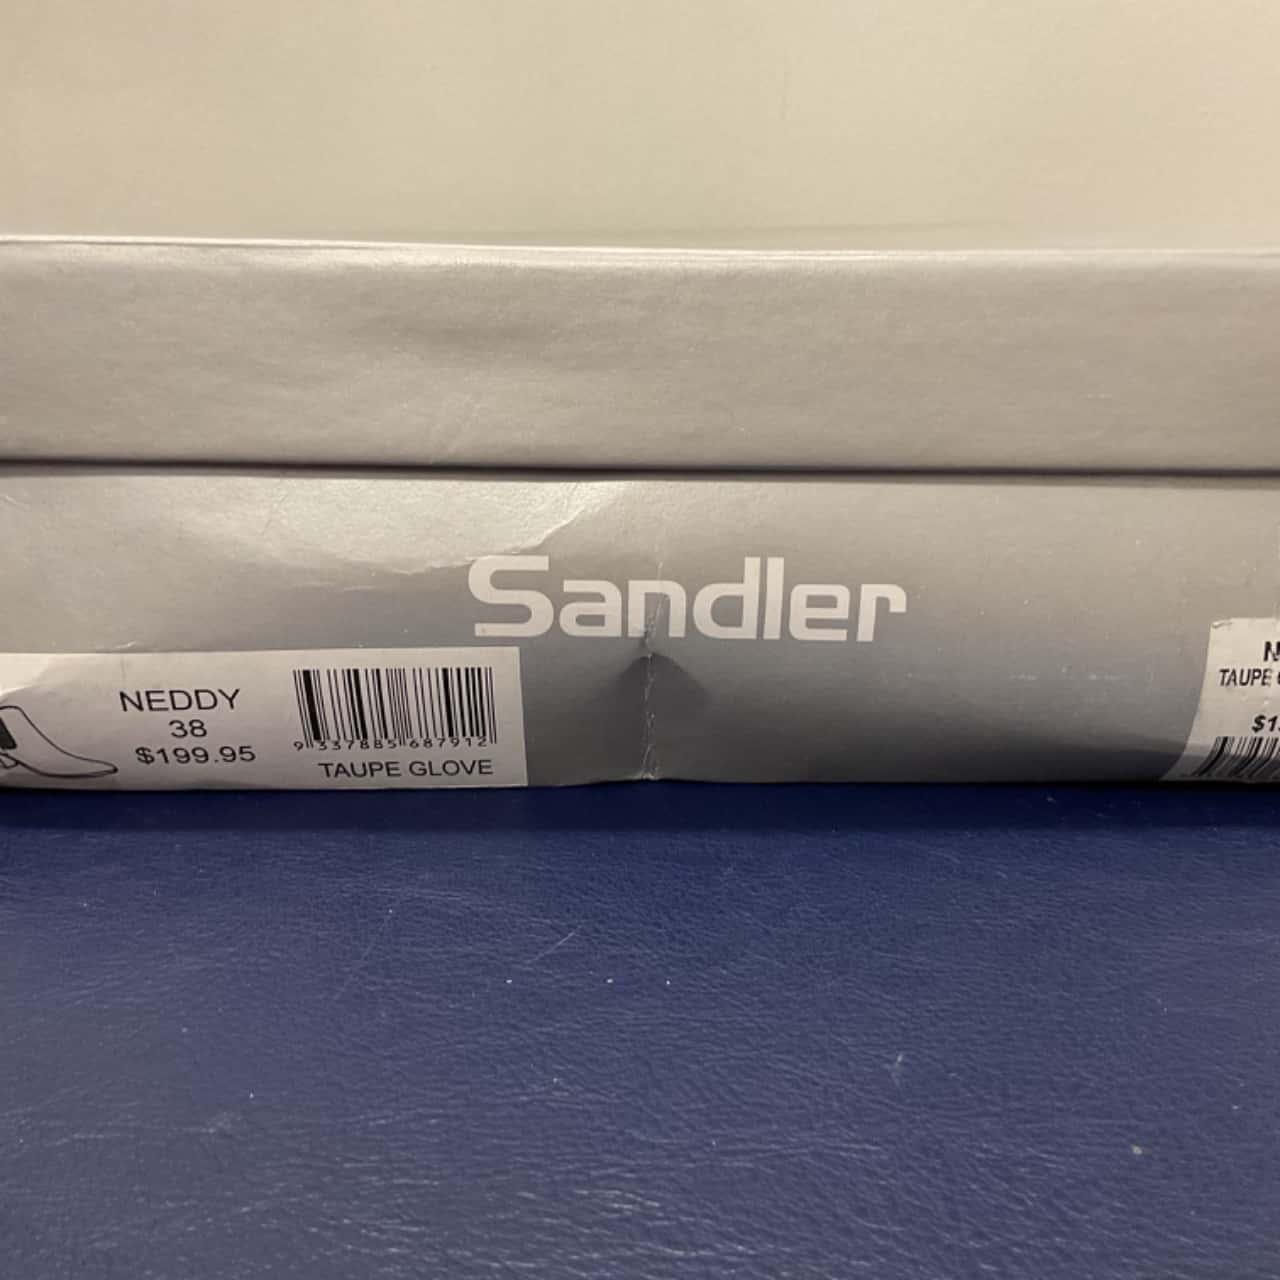 Sandler
NEDDY
38
$199.95
9 337885 687912
TAUPE GLOVE
TAUPE